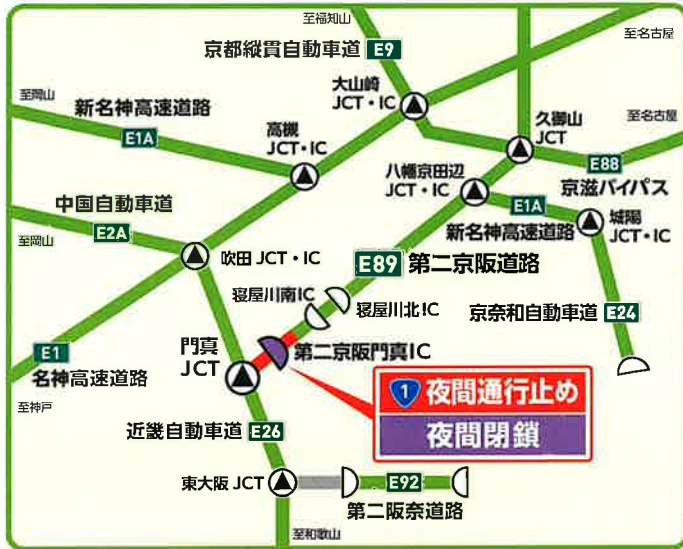 至福知山
至名古屋
京都縦貫自動車道 E9
大山崎
JCT・IC
至岡山
新名神高速道路
E1A
高槻
JCT・IC
久御山
JCT
至名古屋
E88
京滋バイパス
八幡京田辺
JCT・IC
E1A
新名神高速道路
城陽
JCT・IC
中国自動車道
E2A
至岡山
吹田 JCT・IC
E89 第二京阪道路
寝屋川南IC
寝屋川北IC
京奈和自動車道 E24
門真
JCT
第二京阪門真IC
E1
名神高速道路
至神戸
1 夜間通行止め
夜間閉鎖
近畿自動車道 E26
東大阪 JCT
E92
第二阪奈道路
至和歌山